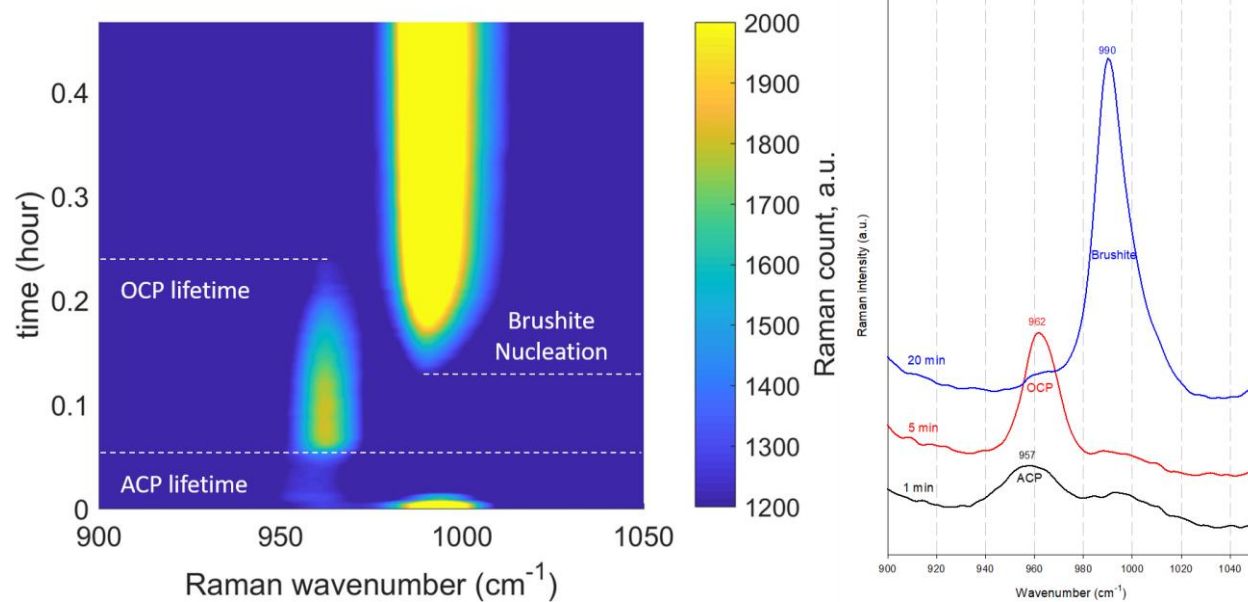 0.4
0.3
0.2
0.1
0
time (hour)
OCP lifetime
Brushite
Nucleation
ACP lifetime
900
950
1000
1050
Raman wavenumber (cm-1)
2000
1900
1800
1700
1600
1500
1400
1300
1200
Raman count, a.u.
990
Brushite
962
20 min
OCP
5 min
957
ACP
1 min
Raman intensity (a.u.)
900
920
940
960
980
1000
1020
1040
Wavenumber (cm-1)